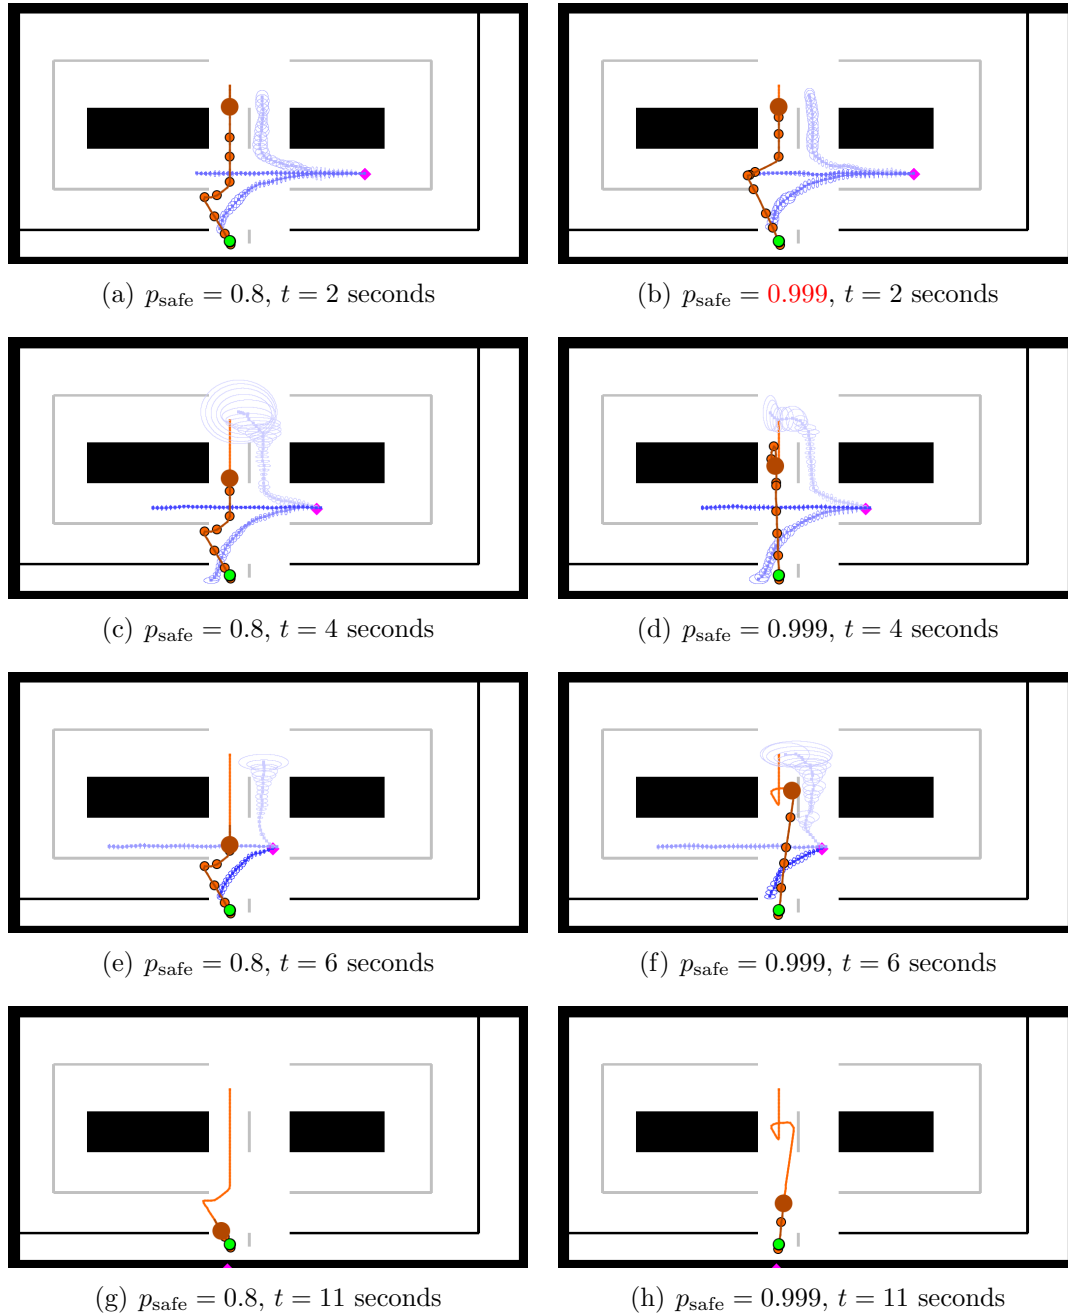 (a) p_safe = 0.8, t = 2 seconds
(b) p_safe = 0.999, t = 2 seconds
(c) p_safe = 0.8, t = 4 seconds
(d) p_safe = 0.999, t = 4 seconds
(e) p_safe = 0.8, t = 6 seconds
(f) p_safe = 0.999, t = 6 seconds
(g) p_safe = 0.8, t = 11 seconds
(h) p_safe = 0.999, t = 11 seconds